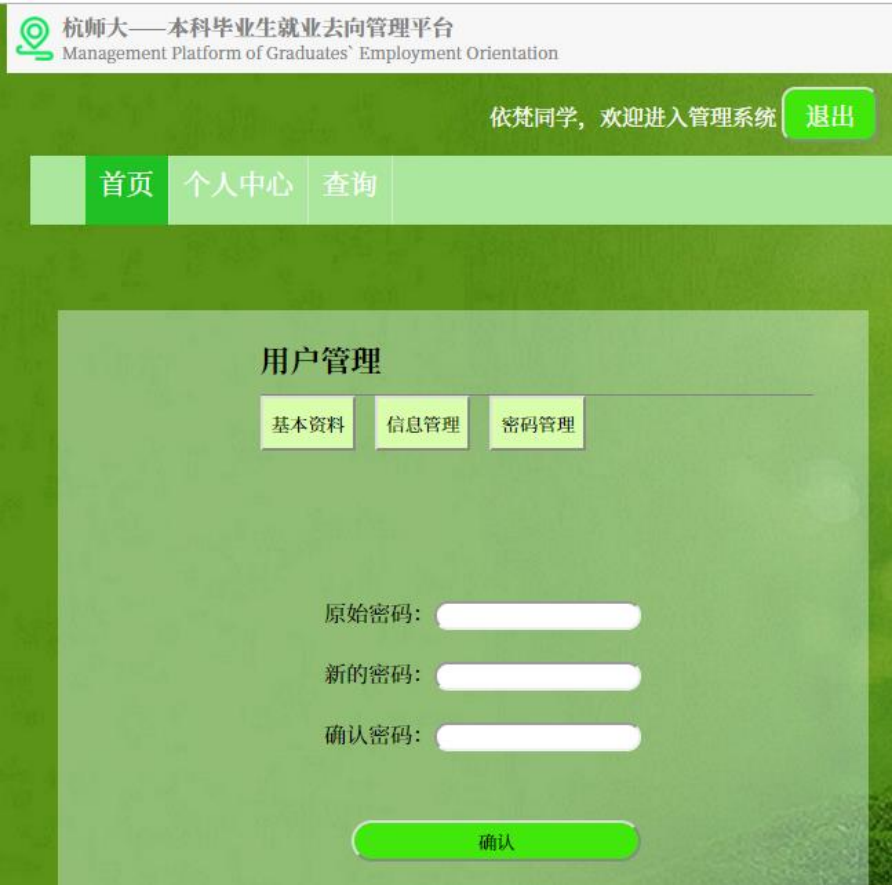 杭师大——本科毕业生就业去向管理平台
Management Platform of Graduates` Employment Orientation
依梵同学，欢迎进入管理系统 退出
首页 个人中心 查询
用户管理
基本资料 信息管理 密码管理
原始密码：
新的密码：
确认密码：
确认